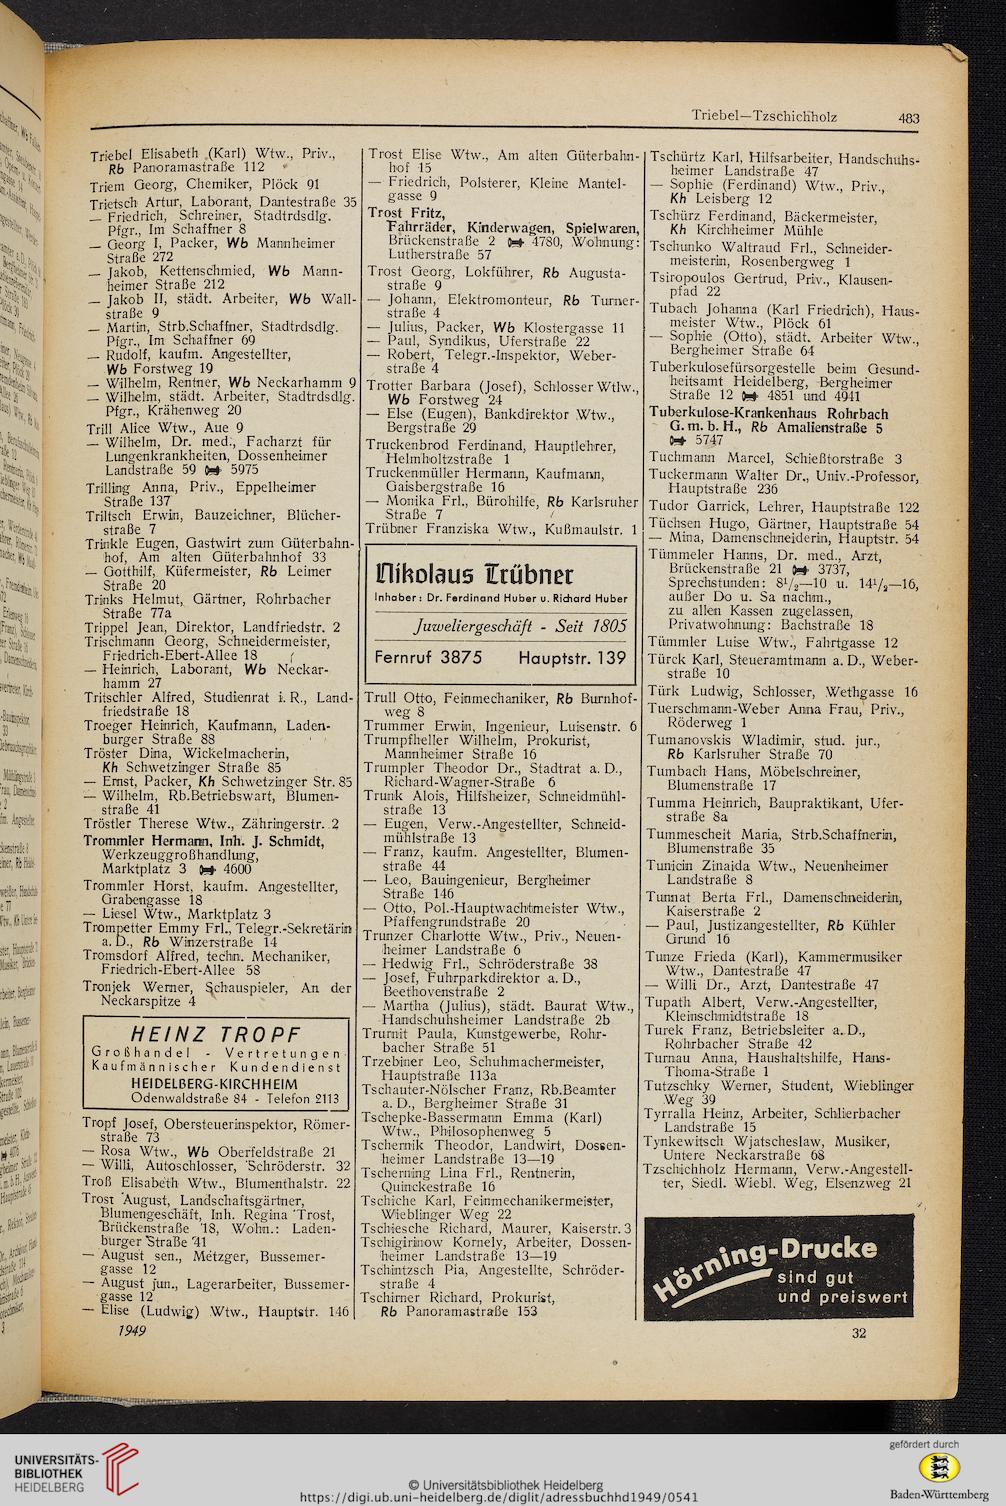 Triebel—Tzschichholz 483
Triebel Elisabeth (Karl) Wtw., Priv.,
Rb Panoramastraße 112
Triem Georg, Chemiker, Plöck 91
Trietsch Artur, Laborant, Dantestraße 35
— Friedrich, Schreiner, Stadtrdsdlg.
Pfgr., Im Schaffner 8
— Georg I, Packer, Wb Mannheimer
Straße 272
— Jakob, Kettenschmied, Wb Mann-
heimer Straße 212
— Jakob II, städt. Arbeiter, Wb Wall-
straße 9
— Martin, Strb.Schaffner, Stadtrdsdlg.
Pfgr., Im Schaffner 69
— Rudolf, kaufm. Angestellter,
Wb Forstweg 19
— Wilhelm, Rentner, Wb Neckarhamm 9
— Wilhelm, städt. Arbeiter, Stadtrdsdlg.
Pfgr., Krähenweg 20
Trill Alice Wtw., Aue 9
— Wilhelm, Dr. med., Facharzt für
Lungenkrankheiten, Dossenheimer
Landstraße 59 5975
Trilling Anna, Priv., Eppelheimer
Straße 137
Triltsch Erwin, Bauzeichner, Blücher-
straße 7
Trinkle Eugen, Gastwirt zum Güterbahn-
hof, Am alten Güterbahnhof 33
— Gotthilf, Küfermeister, Rb Leimer
Straße 20
Trinks Helmut, Gärtner, Rohrbacher
Straße 77a
Trippel Jean, Direktor, Landfriedstr. 2
Trischmann Georg, Schneidermeister,
Friedrich-Ebert-Allee 18
— Heinrich, Laborant, Wb Neckar-
hamm 27
Tritschler Alfred, Studienrat i. R., Land-
friedstraße 18
Troeger Heinrich, Kaufmann, Laden-
burger Straße 88
Tröster Dina, Wickelmacherin,
Kh Schwetzinger Straße 85
— Ernst, Packer, Kh Schwetzinger Str. 85
— Wilhelm, Rb.Betriebswart, Blumen-
straße 41
Tröstler Therese Wtw., Zähringerstr. 2
Trommler Hermann, Inh. J. Schmidt,
Werkzeuggroßhandlung,
Marktplatz 3 4600
Trommler Horst, kaufm. Angestellter,
Grabengasse 18
— Liesel Wtw., Marktplatz 3
Trompetter Emmy Frl., Telegr.-Sekretärin
a. D., Rb Winzerstraße 14
Tromsdorf Alfred, techn. Mechaniker,
Friedrich-Ebert-Allee 58
Tronjek Werner, Schauspieler, An der
Neckarspitze 4
HEINZ TROPF
Großhandel - Vertretungen
Kaufmännischer Kundendienst
HEIDELBERG-KIRCHHEIM
Odenwaldstraße 84 - Telefon 2113
Tropf Josef, Obersteuerinspektor, Römer-
straße 73
— Rosa Wtw., Wb Oberfeldstraße 21
— Willi, Autoschlosser, Schröderstr. 32
Troß Elisabeth Wtw., Blumenthalstr. 22
Trost August, Landschaftsgärtner,
Blumengeschäft, Inh. Regina Trost,
Brückenstraße 18, Wohn.: Laden-
burger Straße 41
— August sen., Metzger, Bussemer-
gasse 12
— August jun., Lagerarbeiter, Bussemer-
gasse 12
— Elise (Ludwig) Wtw., Hauptstr. 146
1949
Trost Elise Wtw., Am alten Güterbahn-
hof 15
— Friedrich, Polsterer, Kleine Mantel-
gasse 9
Trost Fritz,
Fahrräder, Kinderwagen, Spielwaren,
Brückenstraße 2 4780, Wohnung:
Lutherstraße 57
Trost Georg, Lokführer, Rb Augusta-
straße 9
— Johann, Elektromonteur, Rb Turner-
straße 4
— Julius, Packer, Wb Klostergasse 11
— Paul, Syndikus, Uferstraße 22
— Robert, Telegr.-Inspektor, Weber-
straße 4
Trotter Barbara (Josef), Schlosser Wtw.,
Wb Forstweg 24
— Else (Eugen), Bankdirektor Wtw.,
Bergstraße 29
Truckenbrod Ferdinand, Hauptlehrer,
Helmholtzstraße 1
Truckenmüller Hermann, Kaufmann,
Gaisbergstraße 16
— Monika Frl., Bürohilfe, Rb Karlsruher
Straße 7
Trübner Franziska Wtw., Kußmaulstr. 1
Nikolaus Trübner
Inhaber: Dr. Ferdinand Huber u. Richard Huber
Juweliergeschäft - Seit 1805
Fernruf 3875 Hauptstr. 139
Trull Otto, Feinmechaniker, Rb Burnhof-
weg 8
Trummer Erwin, Ingenieur, Luisenstr. 6
Trumpfheller Wilhelm, Prokurist,
Mannheimer Straße 16
Trumpler Theodor Dr., Stadtrat a. D.,
Richard-Wagner-Straße 6
Trunk Alois, Hilfsheizer, Schneidmühl-
straße 13
— Eugen, Verw.-Angestellter, Schneid-
mühlstraße 13
— Franz, kaufm. Angestellter, Blumen-
straße 44
— Leo, Bauingenieur, Bergheimer
Straße 146
— Otto, Pol.-Hauptwachtmeister Wtw.,
Pfaffengrundstraße 20
Trunzer Charlotte Wtw., Priv., Neuen-
heimer Landstraße 6
— Hedwig Frl., Schröderstraße 38
— Josef, Fuhrparkdirektor a. D.,
Beethovenstraße 2
— Martha (Julius), städt. Baurat Wtw.,
Handschuhsheimer Landstraße 2b
Trurnit Paula, Kunstgewerbe, Rohr-
bacher Straße 51
Trzebiner Leo, Schuhmachermeister,
Hauptstraße 113a
Tschauter-Nölscher Franz, Rb.Beamter
a. D., Bergheimer Straße 31
Tschepke-Bassermann Emma (Karl)
Wtw., Philosophenweg 5
Tschernik Theodor, Landwirt, Dossen-
heimer Landstraße 13—19
Tscherning Lina Frl., Rentnerin,
Quinckestraße 16
Tschiche Karl, Feinmechanikermeister,
Wieblinger Weg 22
Tschiesche Richard, Maurer, Kaiserstr. 3
Tschigirinow Kornely, Arbeiter, Dossen-
heimer Landstraße 13—19
Tschintzsch Pia, Angestellte, Schröder-
straße 4
Tschirner Richard, Prokurist,
Rb Panoramastraße 153
Tschürtz Karl, Hilfsarbeiter, Handschuhs-
heimer Landstraße 47
— Sophie (Ferdinand) Wtw., Priv.,
Kh Leisberg 12
Tschürz Ferdinand, Bäckermeister,
Kh Kirchheimer Mühle
Tschunko Waltraud Frl., Schneider-
meisterin, Rosenbergweg 1
Tsiropoulos Gertrud, Priv., Klausen-
pfad 22
Tubach Johanna (Karl Friedrich), Haus-
meister Wtw., Plöck 61
— Sophie (Otto), städt. Arbeiter Wtw.,
Bergheimer Straße 64
Tuberkulosefürsorgestelle beim Gesund-
heitsamt Heidelberg, Bergheimer
Straße 12 4851 und 4941
Tuberkulose-Krankenhaus Rohrbach
G. m. b. H., Rb Amalienstraße 5
5747
Tuchmann Marcel, Schießtorstraße 3
Tuckermann Walter Dr., Univ.-Professor,
Hauptstraße 236
Tudor Garrick, Lehrer, Hauptstraße 122
Tüchsen Hugo, Gärtner, Hauptstraße 54
— Mina, Damenschneiderin, Hauptstr. 54
Tümmeler Hanns, Dr. med., Arzt,
Brückenstraße 21 3737,
Sprechstunden: 8½—10 u. 14½—16,
außer Do u. Sa nachm.,
zu allen Kassen zugelassen,
Privatwohnung: Bachstraße 18
Tümmler Luise Wtw., Fahrtgasse 12
Türck Karl, Steueramtmann a. D., Weber-
straße 10
Türk Ludwig, Schlosser, Wethgasse 16
Tuerschmann-Weber Anna Frau, Priv.,
Röderweg 1
Tumanovskis Wladimir, stud. jur.,
Rb Karlsruher Straße 70
Tumbach Hans, Möbelschreiner,
Blumenstraße 17
Tumma Heinrich, Baupraktikant, Ufer-
straße 8a
Tummescheit Maria, Strb.Schaffnerin,
Blumenstraße 35
Tunicin Zinaida Wtw., Neuenheimer
Landstraße 8
Tunnat Berta Frl., Damenschneiderin,
Kaiserstraße 2
— Paul, Justizangestellter, Rb Kühler
Grund 16
Tunze Frieda (Karl), Kammermusiker
Wtw., Dantestraße 47
— Willi Dr., Arzt, Dantestraße 47
Tupath Albert, Verw.-Angestellter,
Kleinschmidtstraße 18
Turek Franz, Betriebsleiter a. D.,
Rohrbacher Straße 42
Turnau Anna, Haushaltshilfe, Hans-
Thoma-Straße 1
Tutzschky Werner, Student, Wieblinger
Weg 39
Tyrralla Heinz, Arbeiter, Schlierbacher
Landstraße 15
Tynkewitsch Wjatscheslaw, Musiker,
Untere Neckarstraße 68
Tzschichholz Hermann, Verw.-Angestell-
ter, Siedl. Wiebl. Weg, Elsenzweg 21
Hörning-Drucke
sind gut
und preiswert
32
UNIVERSITÄTS-
BIBLIOTHEK
HEIDELBERG
© Universitätsbibliothek Heidelberg
https://digi.ub.uni-heidelberg.de/diglit/adressbuchhd1949/0541
gefördert durch
Baden-Württemberg